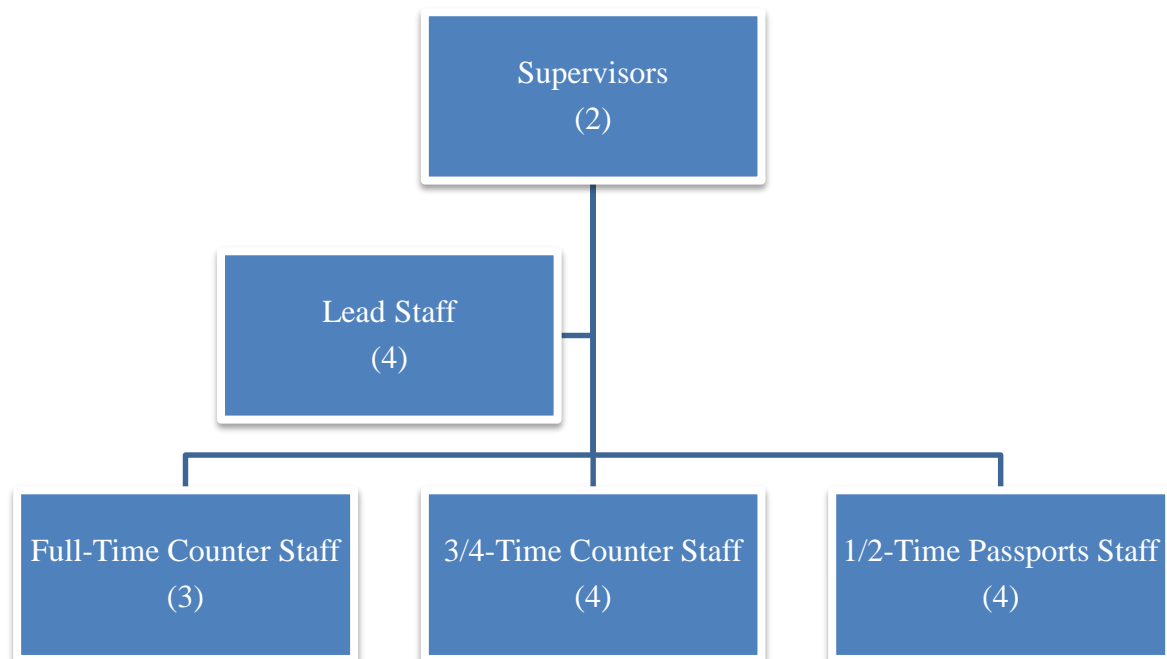 Supervisors
(2)
Lead Staff
(4)
Full-Time Counter Staff
(3)
3/4-Time Counter Staff
(4)
1/2-Time Passports Staff
(4)